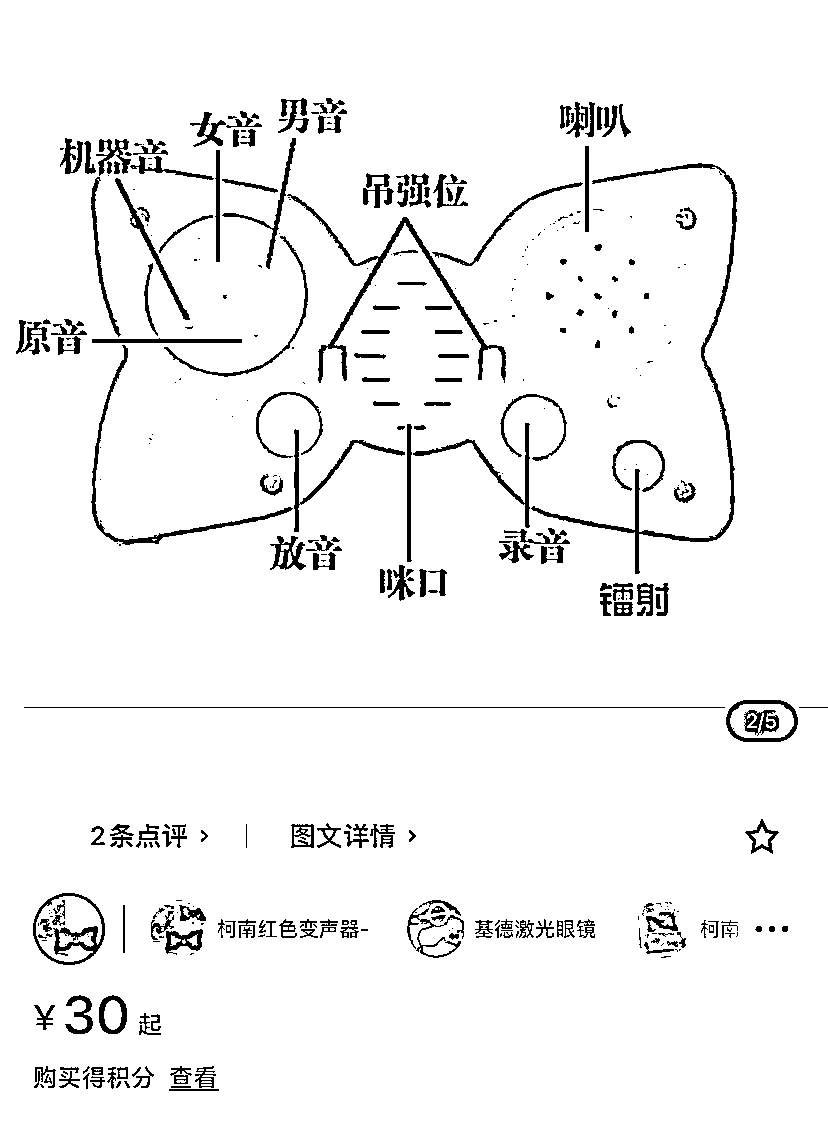 女音 男音
喇叭
机器音
吊强位
原音
放音
咪口
录音
镭射
2/5
2条点评 › | 图文详情 ›
柯南红色变声器-
基德激光眼镜
柯南
¥30起
购买得积分 查看